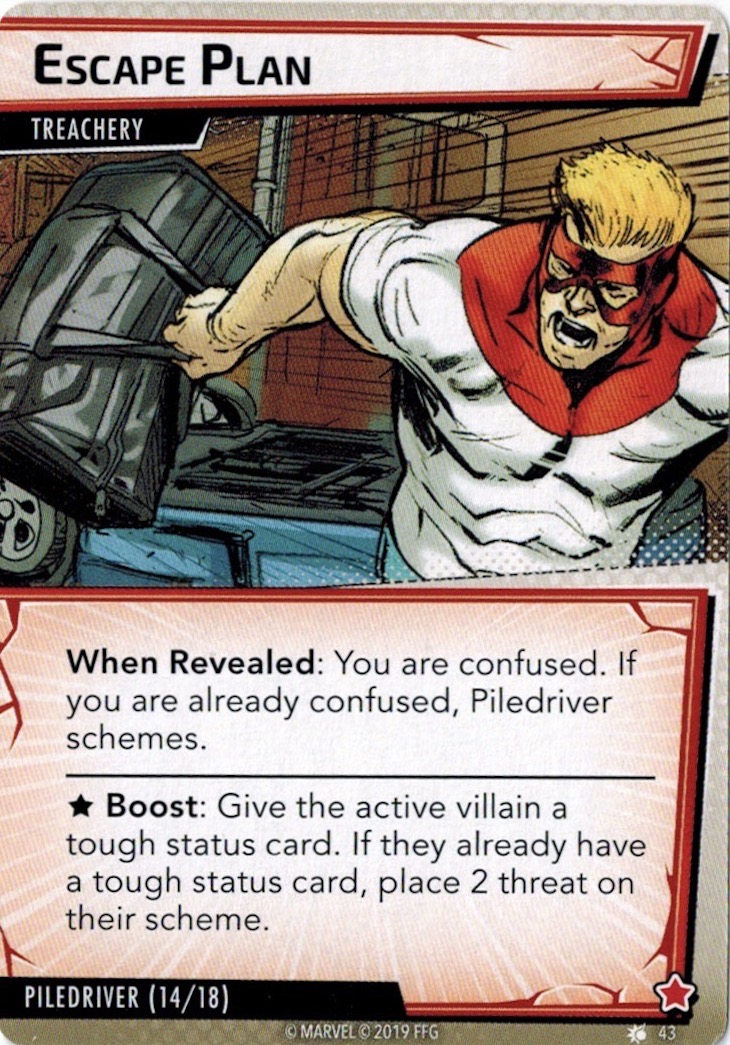 ESCAPE PLAN
TREACHERY
When Revealed: You are confused. If
you are already confused, Piledriver
schemes.
★ Boost: Give the active villain a
tough status card. If they already have
a tough status card, place 2 threat on
their scheme.
PILEDRIVER (14/18)
© MARVEL © 2019 FFG
43